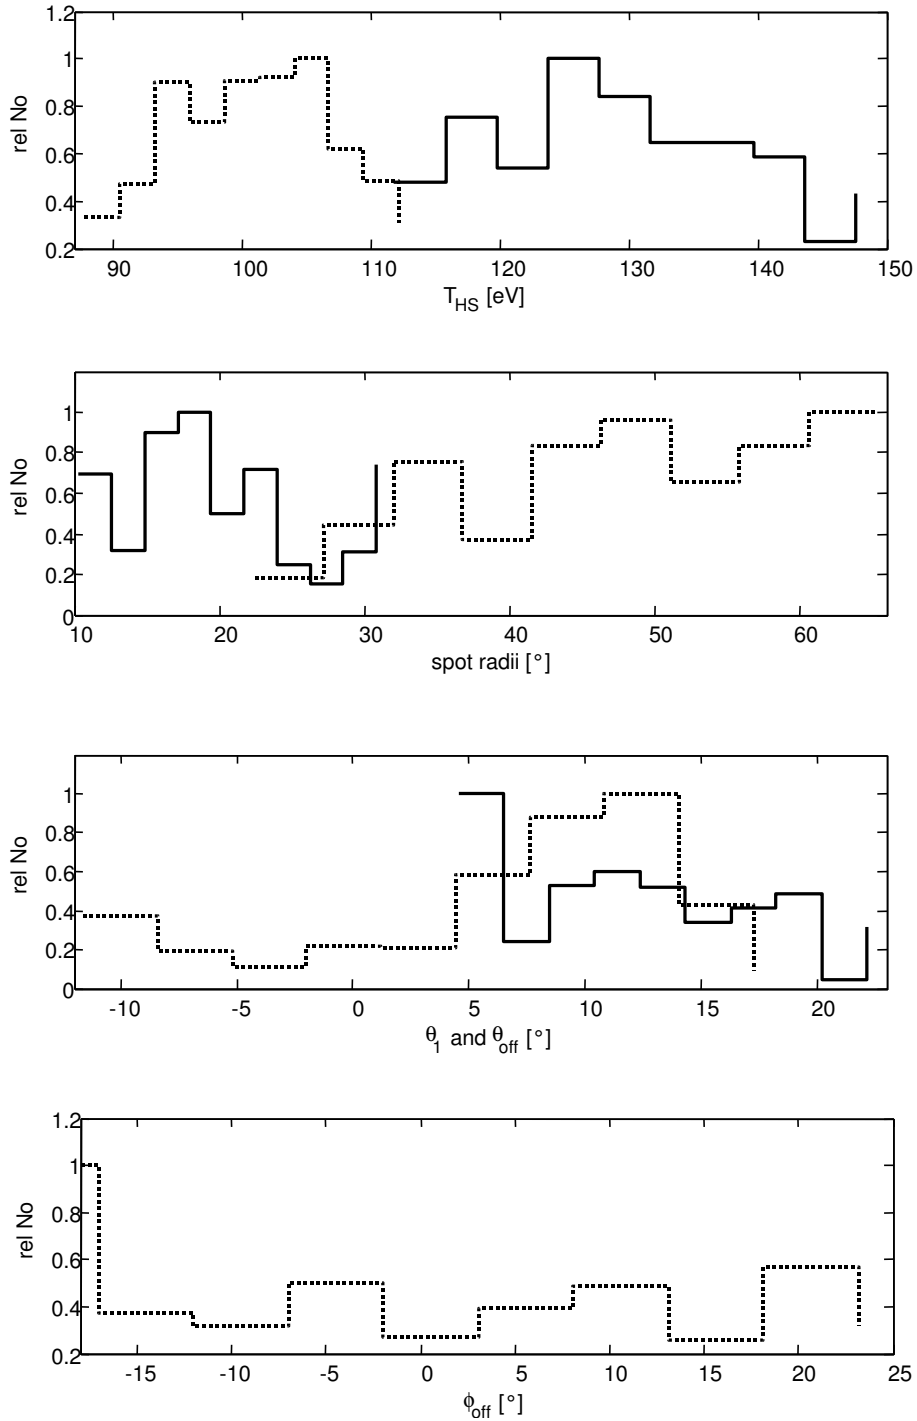 1.2
1
0.8
0.6
0.4
0.2
rel No
90 100 110 120 130 140 150
T_HS [eV]
1
0.8
0.6
0.4
0.2
0
rel No
10 20 30 40 50 60
spot radii [°]
1
0.8
0.6
0.4
0.2
0
rel No
-10 -5 0 5 10 15 20
θ_1 and θ_off [°]
1.2
1
0.8
0.6
0.4
0.2
rel No
-15 -10 -5 0 5 10 15 20 25
ϕ_off [°]